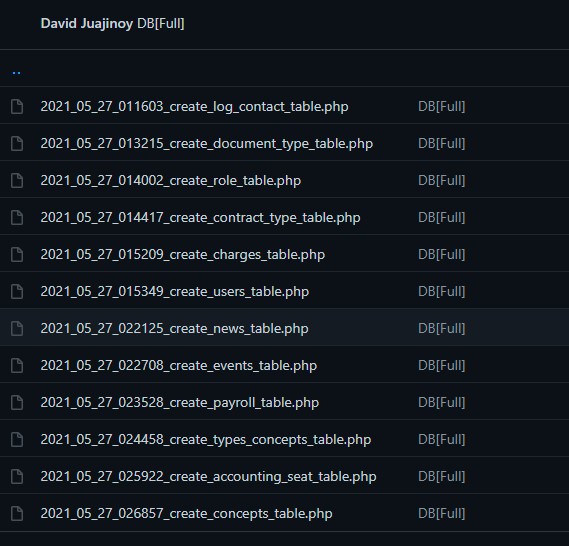 David Juajinoy DB[Full]
..
2021_05_27_011603_create_log_contact_table.php DB[Full]
2021_05_27_013215_create_document_type_table.php DB[Full]
2021_05_27_014002_create_role_table.php DB[Full]
2021_05_27_014417_create_contract_type_table.php DB[Full]
2021_05_27_015209_create_charges_table.php DB[Full]
2021_05_27_015349_create_users_table.php DB[Full]
2021_05_27_022125_create_news_table.php DB[Full]
2021_05_27_022708_create_events_table.php DB[Full]
2021_05_27_023528_create_payroll_table.php DB[Full]
2021_05_27_024458_create_types_concepts_table.php DB[Full]
2021_05_27_025922_create_accounting_seat_table.php DB[Full]
2021_05_27_026857_create_concepts_table.php DB[Full]